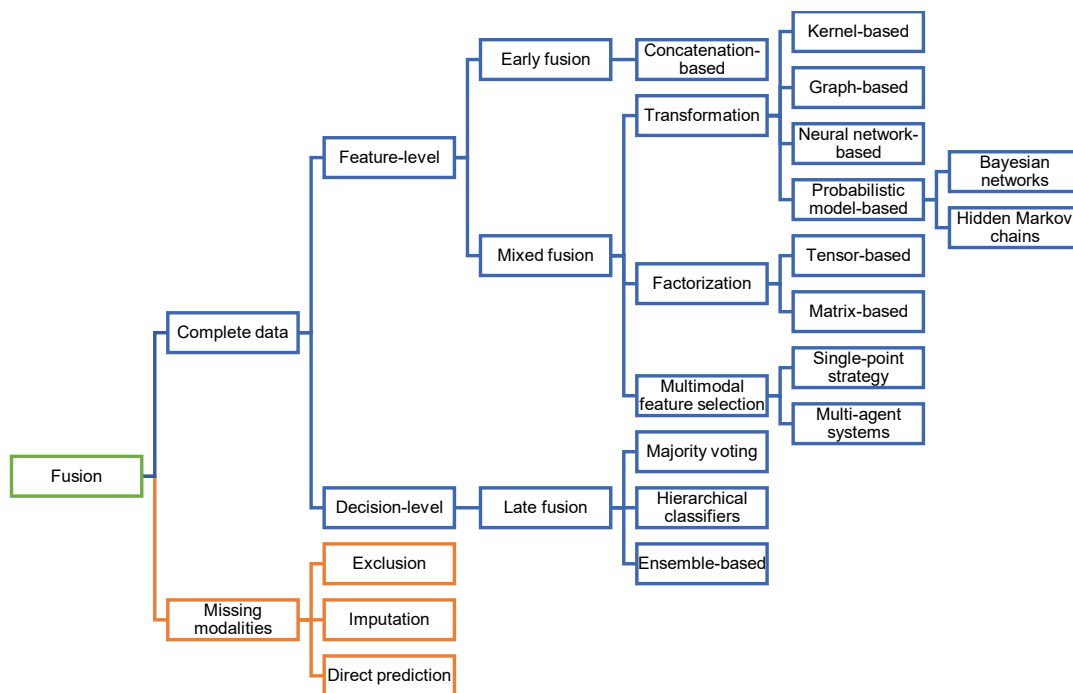 Kernel-based
Early fusion
Concatenation-
based
Graph-based
Transformation
Neural network-
based
Feature-level
Bayesian
networks
Probabilistic
model-based
Hidden Markov
chains
Mixed fusion
Tensor-based
Factorization
Matrix-based
Complete data
Single-point
strategy
Multimodal
feature selection
Multi-agent
systems
Majority voting
Fusion
Decision-level
Late fusion
Hierarchical
classifiers
Exclusion
Ensemble-based
Missing
modalities
Imputation
Direct prediction